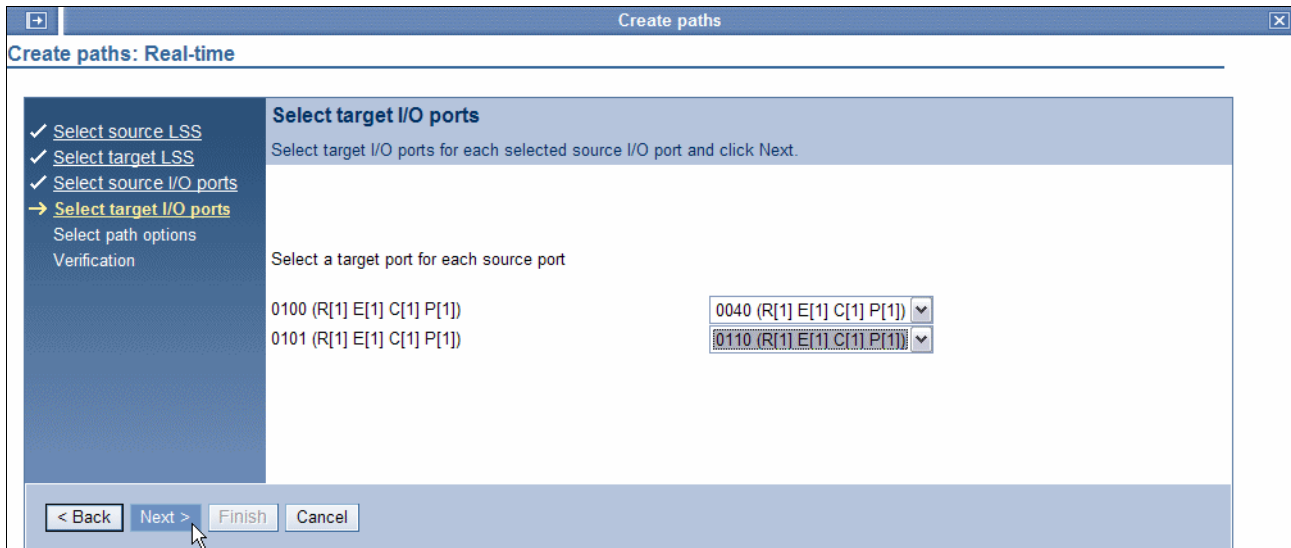 Create paths
Create paths: Real-time
Select source LSS
Select target LSS
Select source I/O ports
Select target I/O ports
Select path options
Verification
Select target I/O ports
Select target I/O ports for each selected source I/O port and click Next.
Select a target port for each source port
0100 (R[1] E[1] C[1] P[1]) 0040 (R[1] E[1] C[1] P[1])
0101 (R[1] E[1] C[1] P[1]) 0110 (R[1] E[1] C[1] P[1])
< Back Next > Finish Cancel